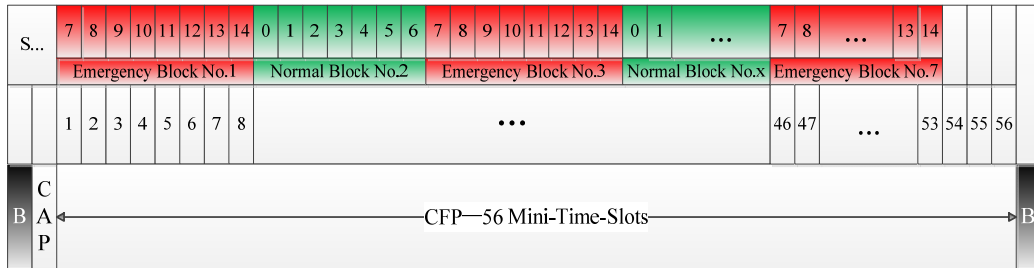 S... 7 8 9 10 11 12 13 14 0 1 2 3 4 5 6 7 8 9 10 11 12 13 14 0 1 ... 7 8 ... 13 14
Emergency Block No.1 Normal Block No.2 Emergency Block No.3 Normal Block No.x Emergency Block No.7
1 2 3 4 5 6 7 8 ... 46 47 ... 53 54 55 56
B CAP CFP—56 Mini-Time-Slots B